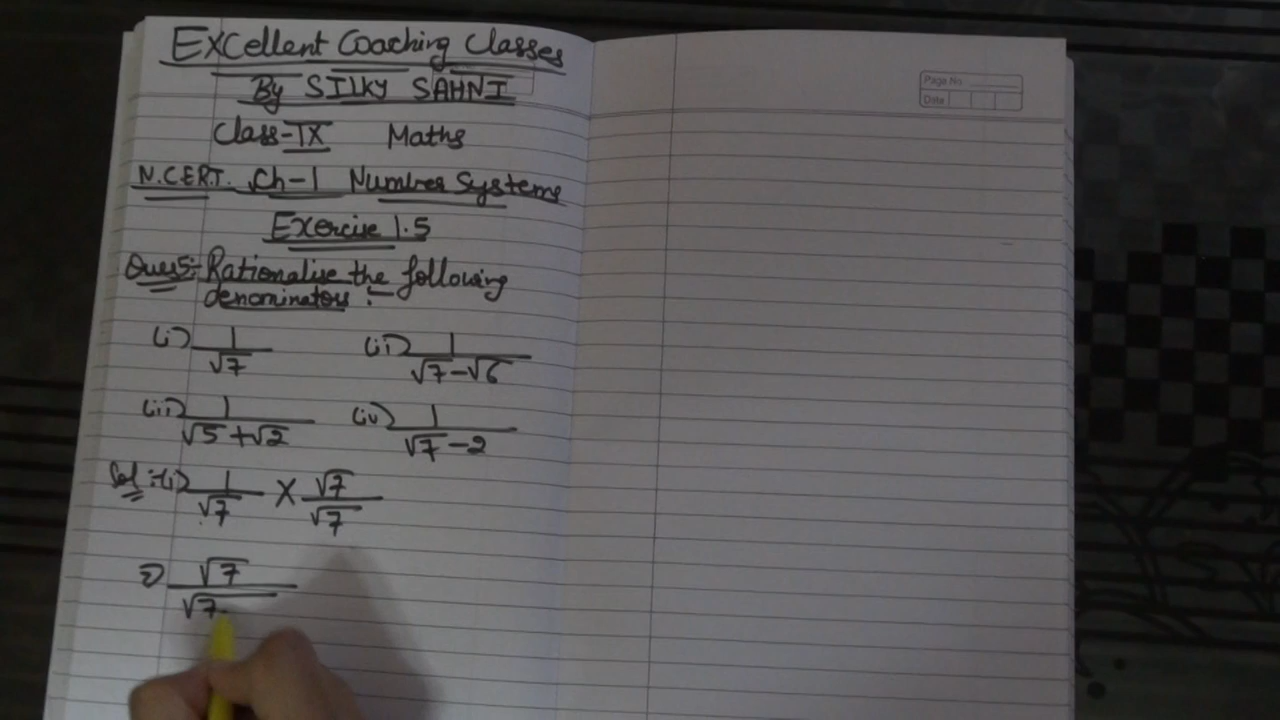 Excellent Coaching Classes
By SILKY SAHNI
Class-IX Maths
N.C.E.R.T. Ch-1 Number Systems
Exercise 1.5
Ques5:- Rationalise the following
denominators :-
(i) 1/√7 (ii) 1/(√7-√6)
(iii) 1/(√5+√2) (iv) 1/(√7-2)
Sol:-(i) 1/√7 X √7/√7
⇒ √7/√7
Page No.
Date